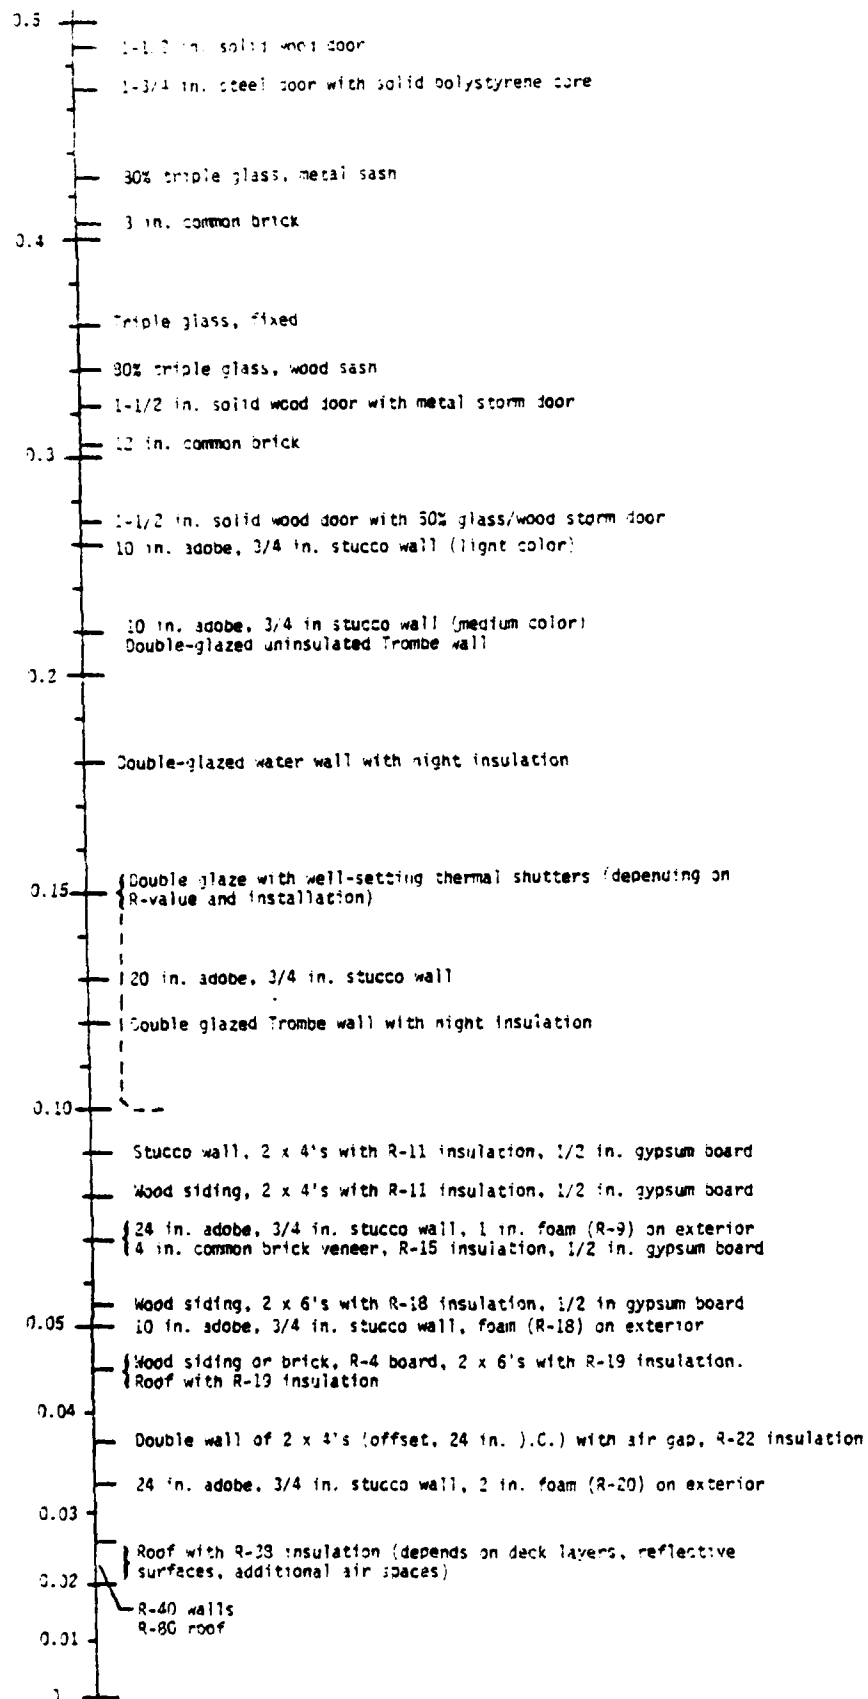 0.5
1-1/2 in. solid wood door
1-3/4 in. steel door with solid polystyrene core
80% triple glass, metal sash
8 in. common brick
0.4
Triple glass, fixed
80% triple glass, wood sash
1-1/2 in. solid wood door with metal storm door
12 in. common brick
0.3
1-1/2 in. solid wood door with 50% glass/wood storm door
10 in. adobe, 3/4 in. stucco wall (light color)
10 in. adobe, 3/4 in stucco wall (medium color)
Double-glazed uninsulated Trombe wall
0.2
Double-glazed water wall with night insulation
Double glaze with well-setting thermal shutters (depending on
0.15
R-value and installation)
20 in. adobe, 3/4 in. stucco wall
Double glazed Trombe wall with night insulation
0.10
Stucco wall, 2 x 4's with R-11 insulation, 1/2 in. gypsum board
Wood siding, 2 x 4's with R-11 insulation, 1/2 in. gypsum board
24 in. adobe, 3/4 in. stucco wall, 1 in. foam (R-9) on exterior
4 in. common brick veneer, R-15 insulation, 1/2 in. gypsum board
Wood siding, 2 x 6's with R-18 insulation, 1/2 in gypsum board
0.05
10 in. adobe, 3/4 in. stucco wall, foam (R-18) on exterior
Wood siding or brick, R-4 board, 2 x 6's with R-19 insulation.
Roof with R-19 insulation
0.04
Double wall of 2 x 4's (offset, 24 in. O.C.) with air gap, R-22 insulation
24 in. adobe, 3/4 in. stucco wall, 2 in. foam (R-20) on exterior
0.03
Roof with R-38 insulation (depends on deck layers, reflective
surfaces, additional air spaces)
0.02
R-40 walls
R-80 roof
0.01